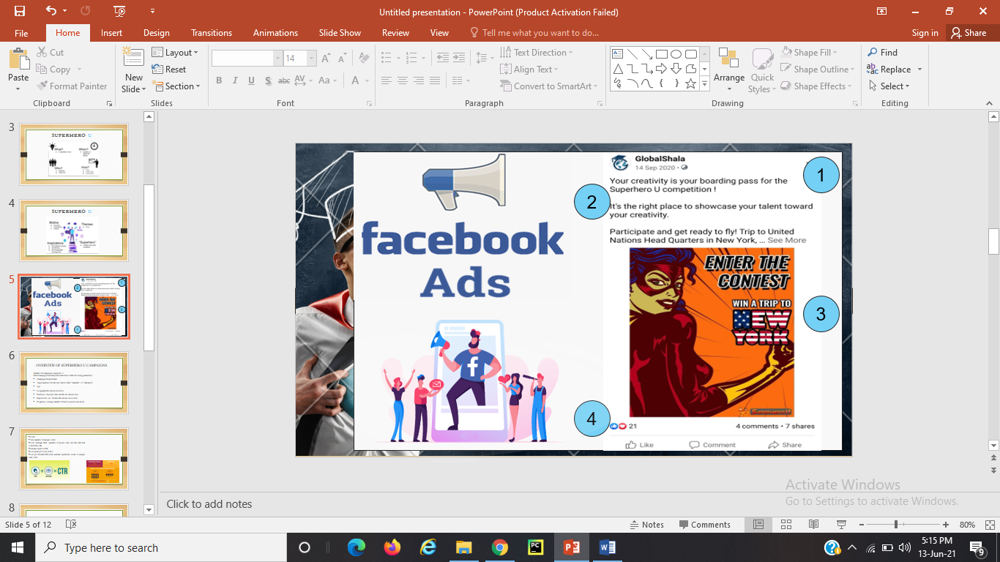 Untitled presentation - PowerPoint (Product Activation Failed)
File Home Insert Design Transitions Animations Slide Show Review View Tell me what you want to do... Sign in Share
Paste
Cut
Copy
Format Painter
Clipboard
New Slide
Layout
Reset
Section
Slides
14
B I U S abc AV Aa A
Font
Text Direction
Align Text
Convert to SmartArt
Paragraph
Arrange
Quick Styles
Shape Fill
Shape Outline
Shape Effects
Drawing
Find
Replace
Select
Editing
3
SUPERHERO U
What?
When?
Who?
How?
4
SUPERHERO U
Motive
Themes
Inspirations
"Superhero"
5
facebook
Ads
6
OVERVIEW OF SUPERHERO U CAMPAIGNS
7
= CTR
8
facebook
Ads
GlobalShala
14 Sep 2020
1
Your creativity is your boarding pass for the
Superhero U competition !
2
It's the right place to showcase your talent toward
your creativity.
Participate and get ready to fly! Trip to United
Nations Head Quarters in New York, ... See More
ENTER THE
CONTEST
WIN A TRIP TO
NEW
YORK
3
4
21
4 comments • 7 shares
Like Comment Share
Activate Windows
Go to Settings to activate Windows.
Click to add notes
Slide 5 of 12
Notes Comments 80%
Type here to search
5:15 PM
13-Jun-21
9